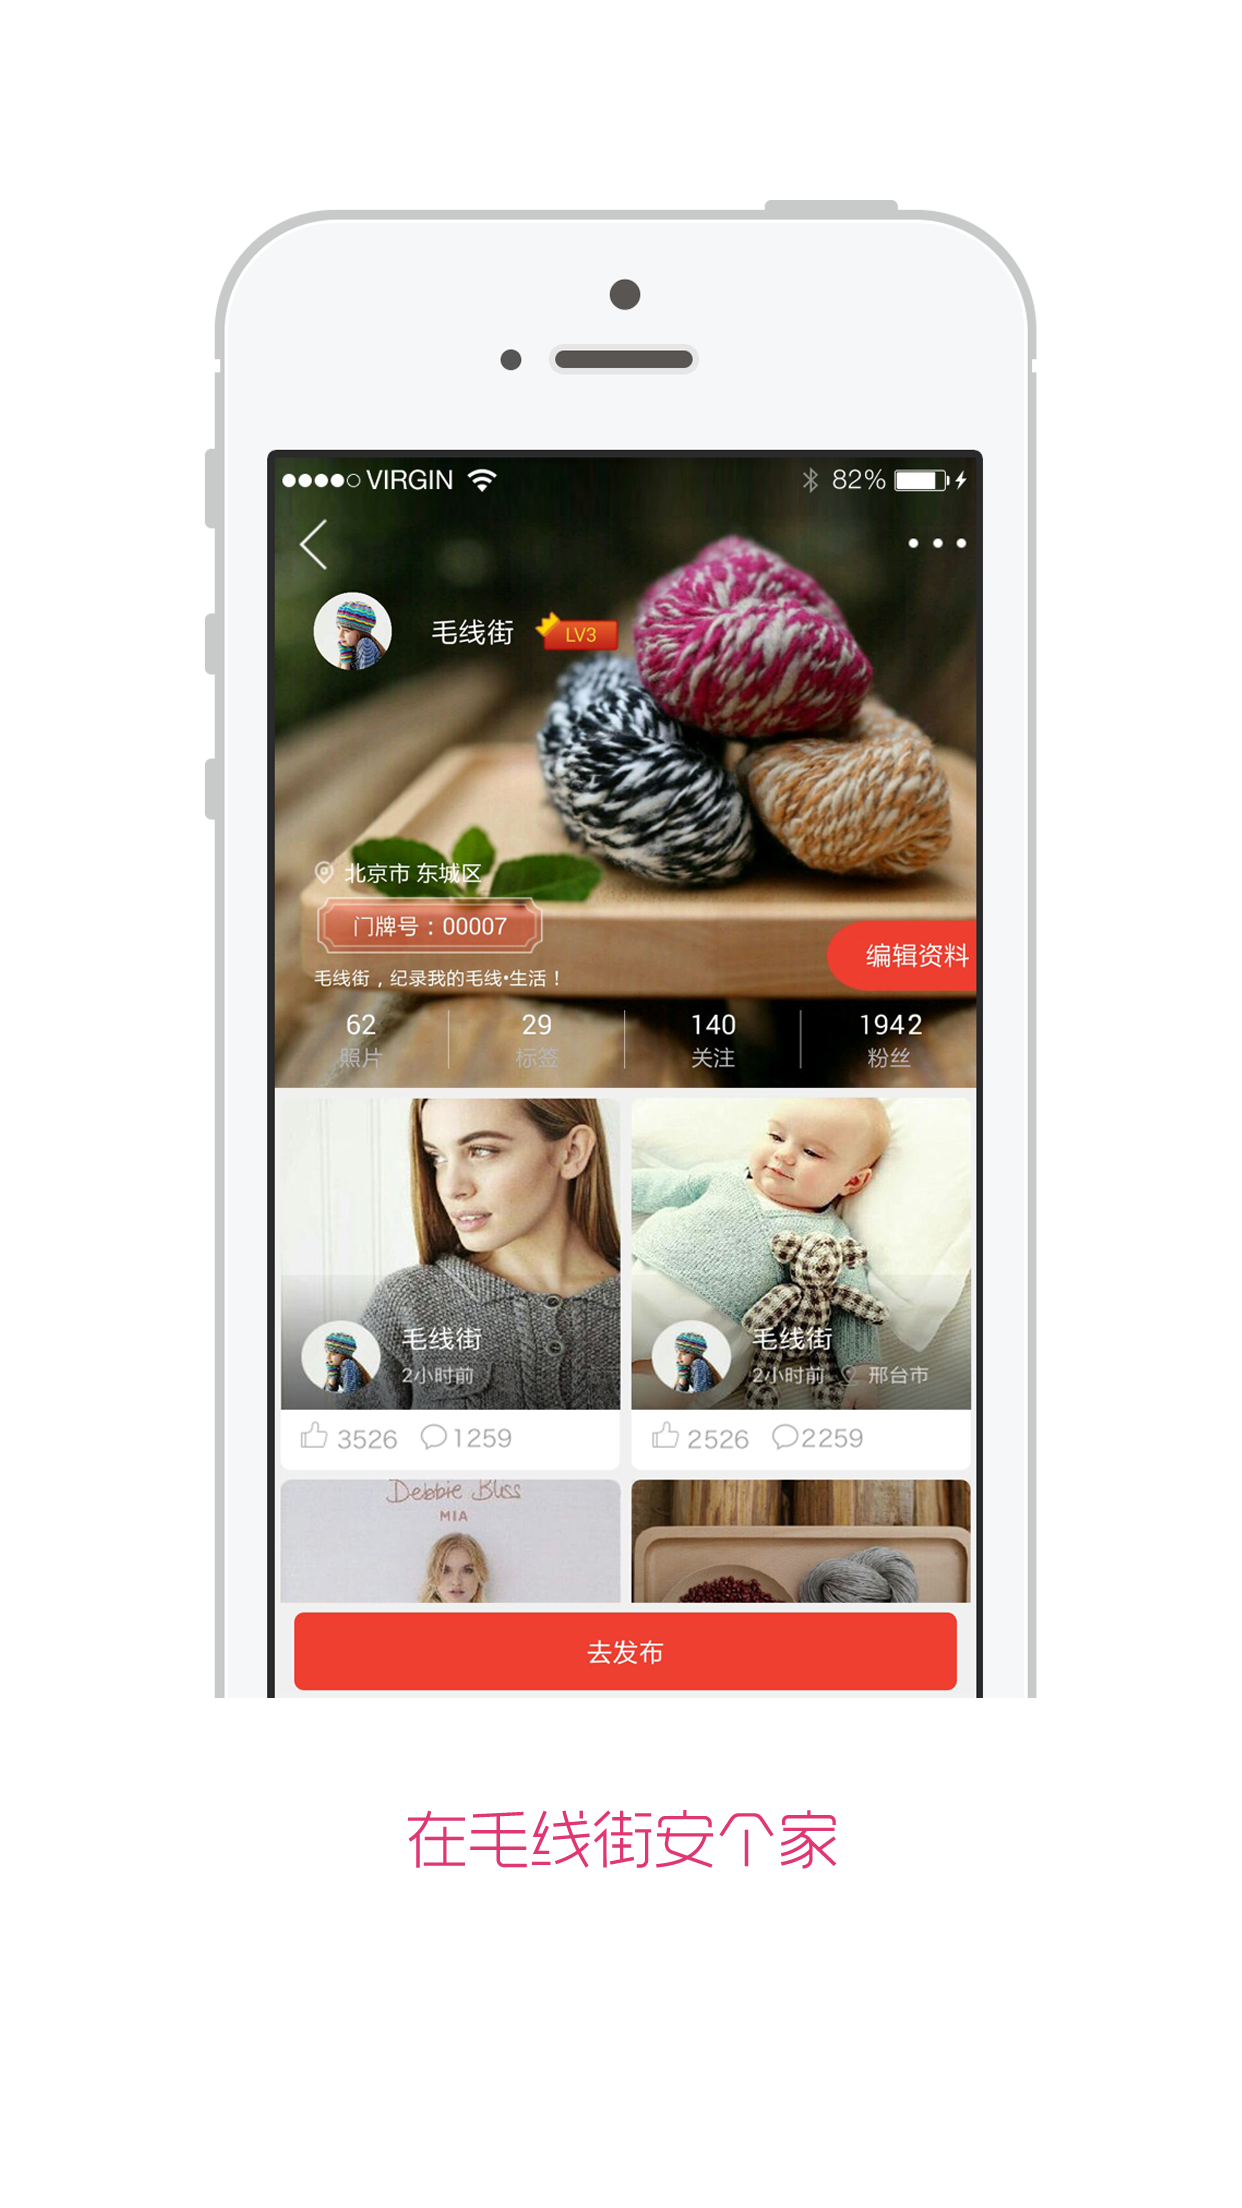 VIRGIN 82%
毛线街 LV3
北京市 东城区
门牌号：00007
编辑资料
毛线街，纪录我的毛线•生活！
62 29 140 1942
照片 标签 关注 粉丝
毛线街 毛线街
2小时前 2小时前 邢台市
3526 1259 2526 2259
Debbie Bliss
MIA
去发布
在毛线街安个家